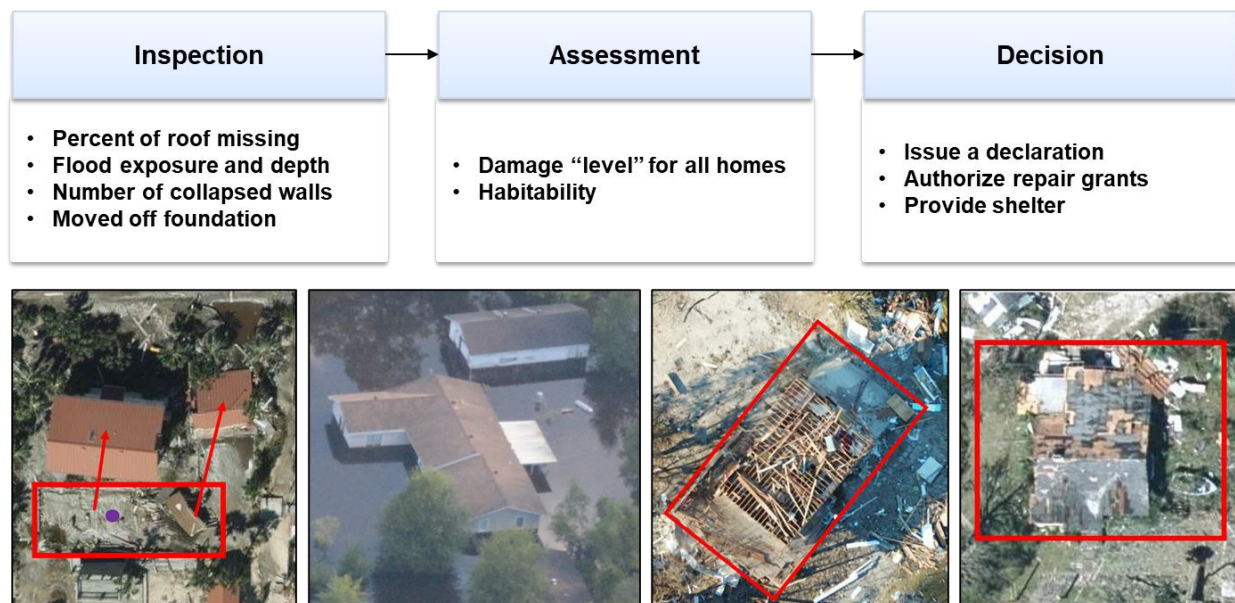 Inspection
Assessment
Decision
• Percent of roof missing
• Flood exposure and depth
• Number of collapsed walls
• Moved off foundation
• Damage “level” for all homes
• Habitability
• Issue a declaration
• Authorize repair grants
• Provide shelter